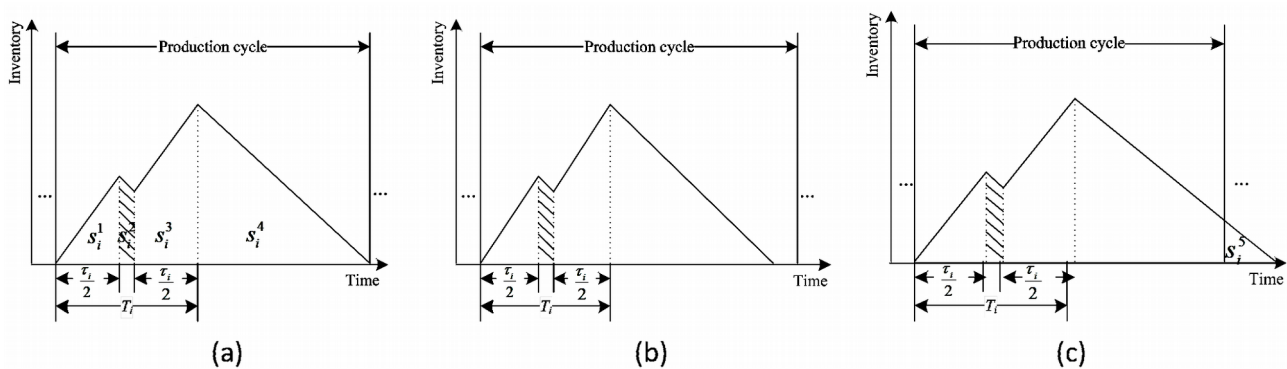 Inventory
Production cycle
...
...
s_i^1
s_i^2
s_i^3
s_i^4
τ_i/2
τ_i/2
T_i
Time
(a)
Inventory
Production cycle
...
...
τ_i/2
τ_i/2
T_i
Time
(b)
Inventory
Production cycle
...
...
s_i^5
τ_i/2
τ_i/2
T_i
Time
(c)